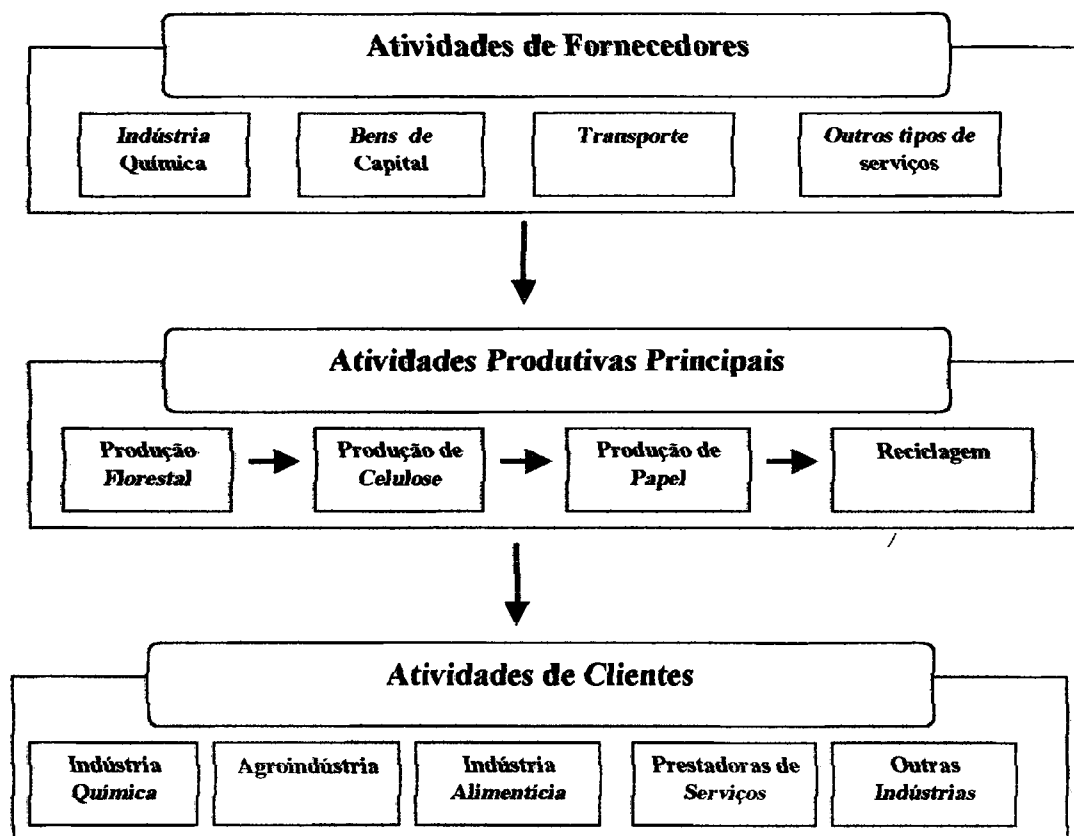 Atividades de Fornecedores
Indústria
Química
Bens de
Capital
Transporte
Outros tipos de
serviços
Atividades Produtivas Principais
Produção
Florestal
Produção de
Celulose
Produção de
Papel
Reciclagem
Atividades de Clientes
Indústria
Química
Agroindústria
Indústria
Alimentícia
Prestadoras de
Serviços
Outras
Indústrias